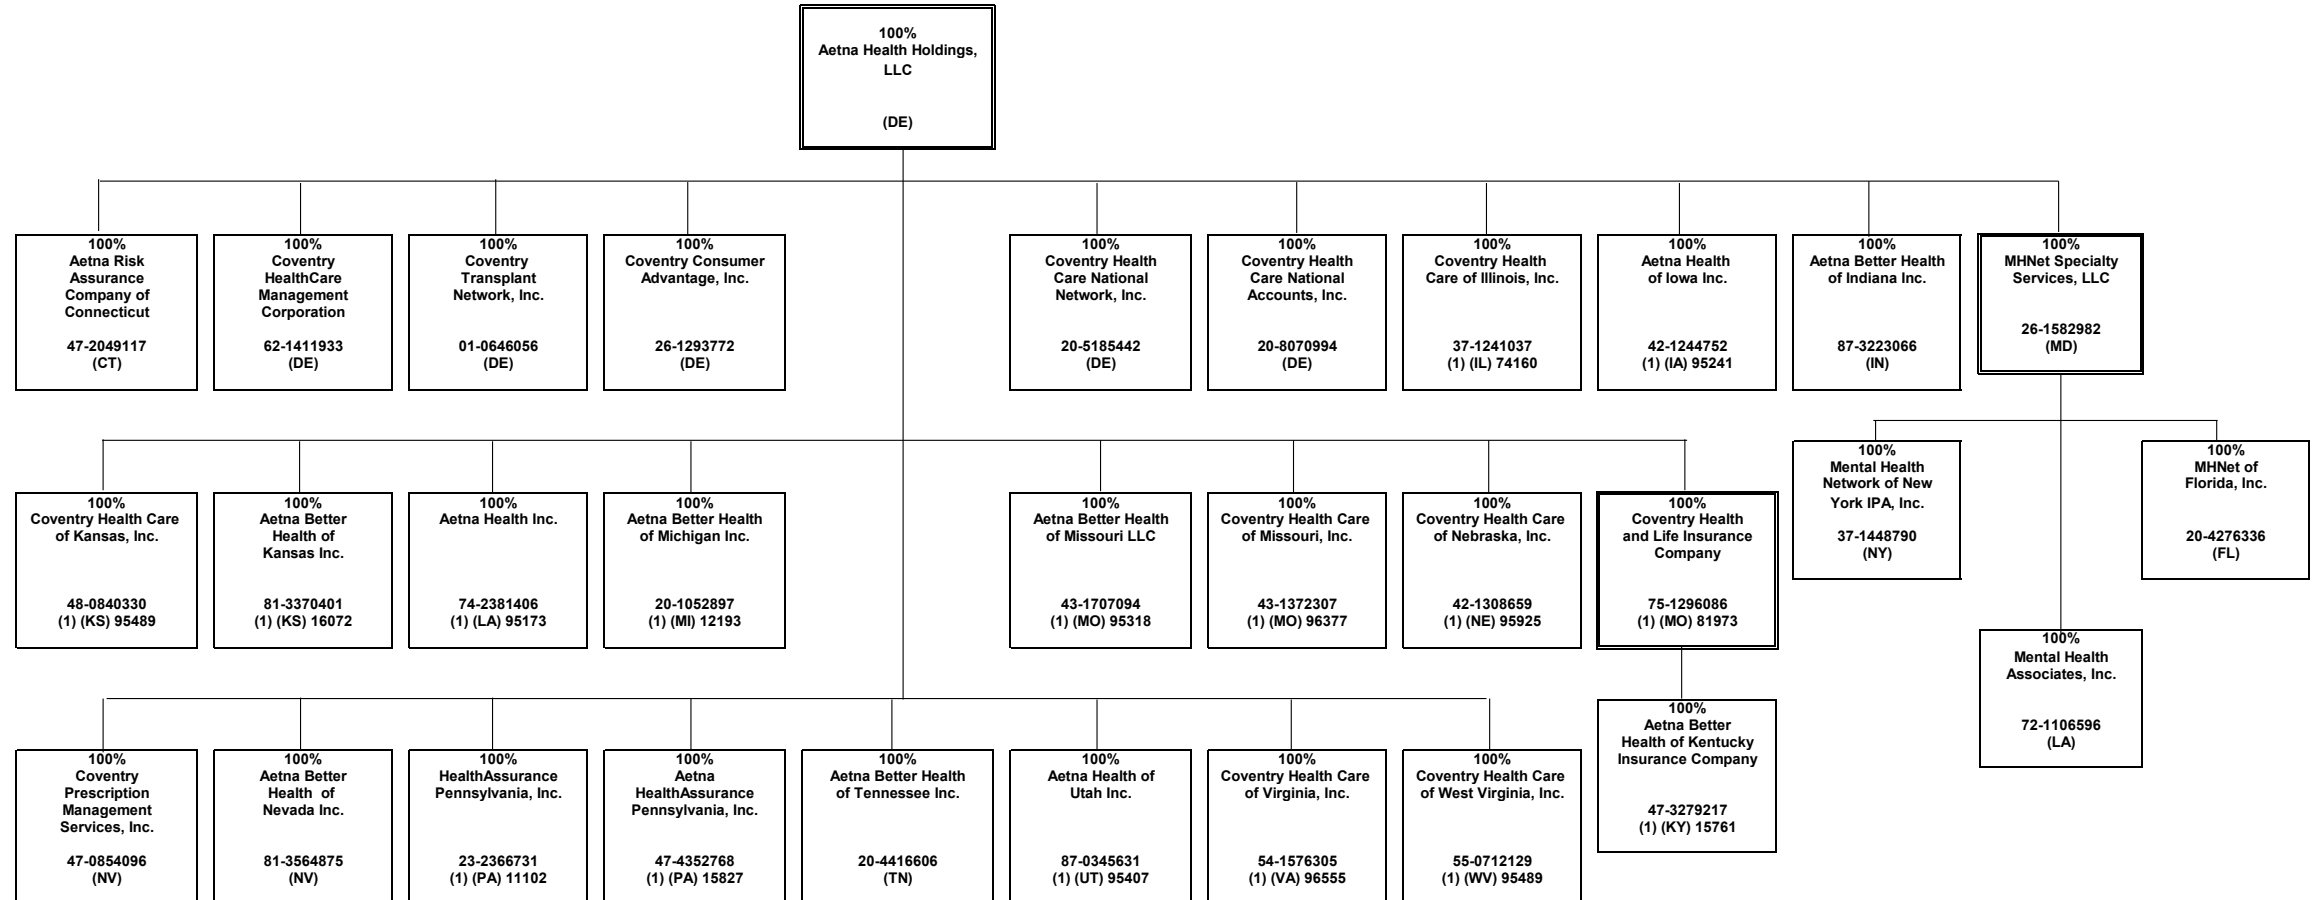 100%
Aetna Health Holdings,
LLC
(DE)
100%
Aetna Risk
Assurance
Company of
Connecticut
47-2049117
(CT)
100%
Coventry
HealthCare
Management
Corporation
62-1411933
(DE)
100%
Coventry
Transplant
Network, Inc.
01-0646056
(DE)
100%
Coventry Consumer
Advantage, Inc.
26-1293772
(DE)
100%
Coventry Health
Care National
Network, Inc.
20-5185442
(DE)
100%
Coventry Health
Care National
Accounts, Inc.
20-8070994
(DE)
100%
Coventry Health
Care of Illinois, Inc.
37-1241037
(1) (IL) 74160
100%
Aetna Health
of Iowa Inc.
42-1244752
(1) (IA) 95241
100%
Aetna Better Health
of Indiana Inc.
87-3223066
(IN)
100%
MHNet Specialty
Services, LLC
26-1582982
(MD)
100%
Mental Health
Network of New
York IPA, Inc.
37-1448790
(NY)
100%
MHNet of
Florida, Inc.
20-4276336
(FL)
100%
Coventry Health Care
of Kansas, Inc.
48-0840330
(1) (KS) 95489
100%
Aetna Better
Health of
Kansas Inc.
81-3370401
(1) (KS) 16072
100%
Aetna Health Inc.
74-2381406
(1) (LA) 95173
100%
Aetna Better Health
of Michigan Inc.
20-1052897
(1) (MI) 12193
100%
Aetna Better Health
of Missouri LLC
43-1707094
(1) (MO) 95318
100%
Coventry Health Care
of Missouri, Inc.
43-1372307
(1) (MO) 96377
100%
Coventry Health Care
of Nebraska, Inc.
42-1308659
(1) (NE) 95925
100%
Coventry Health
and Life Insurance
Company
75-1296086
(1) (MO) 81973
100%
Mental Health
Associates, Inc.
72-1106596
(LA)
100%
Aetna Better
Health of Kentucky
Insurance Company
47-3279217
(1) (KY) 15761
100%
Coventry
Prescription
Management
Services, Inc.
47-0854096
(NV)
100%
Aetna Better
Health of
Nevada Inc.
81-3564875
(NV)
100%
HealthAssurance
Pennsylvania, Inc.
23-2366731
(1) (PA) 11102
100%
Aetna
HealthAssurance
Pennsylvania, Inc.
47-4352768
(1) (PA) 15827
100%
Aetna Better Health
of Tennessee Inc.
20-4416606
(TN)
100%
Aetna Health of
Utah Inc.
87-0345631
(1) (UT) 95407
100%
Coventry Health Care
of Virginia, Inc.
54-1576305
(1) (VA) 96555
100%
Coventry Health Care
of West Virginia, Inc.
55-0712129
(1) (WV) 95489